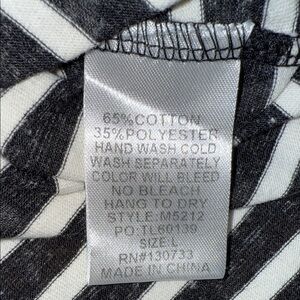 65%COTTON
35%POLYESTER
HAND WASH COLD
WASH SEPARATELY
COLOR WILL BLEED
NO BLEACH
HANG TO DRY
STYLE:M5212
PO:TL60139
SIZE:L
RN#130733
MADE IN CHINA